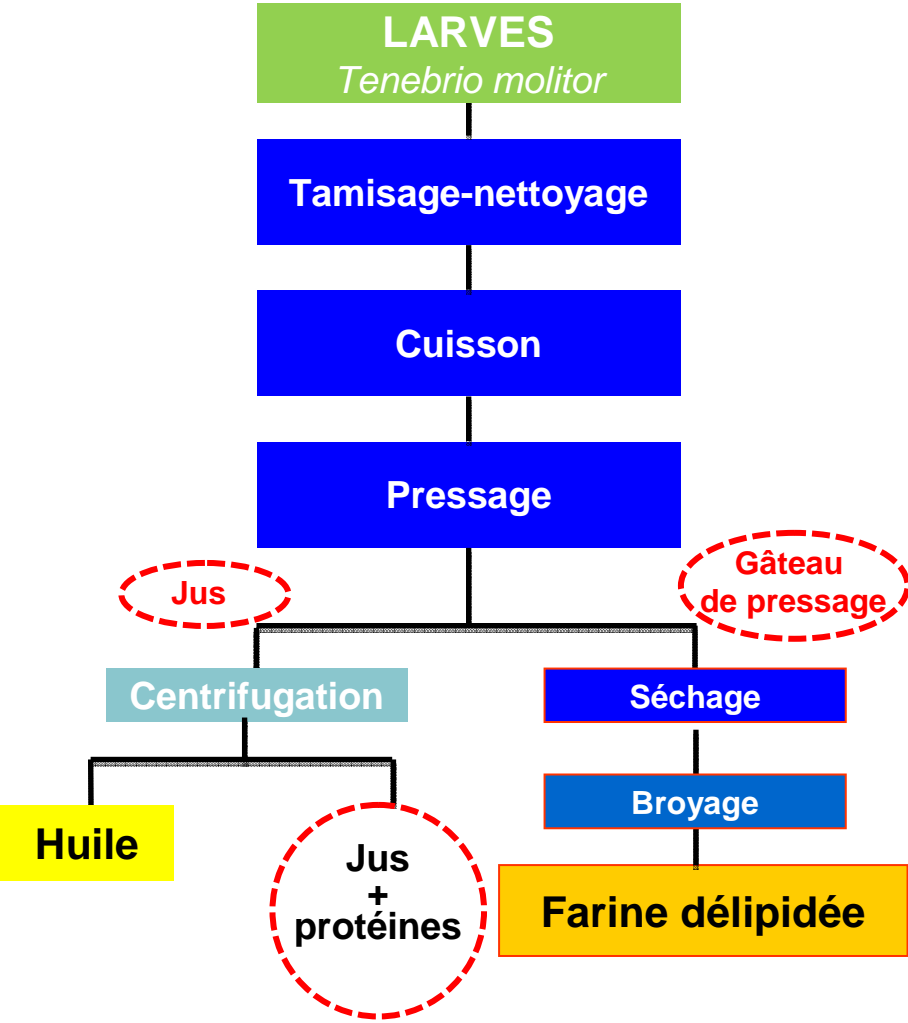 LARVES
Tenebrio molitor
Tamisage-nettoyage
Cuisson
Pressage
Jus
Gâteau
de pressage
Centrifugation
Séchage
Broyage
Huile
Jus
+
protéines
Farine délipidée